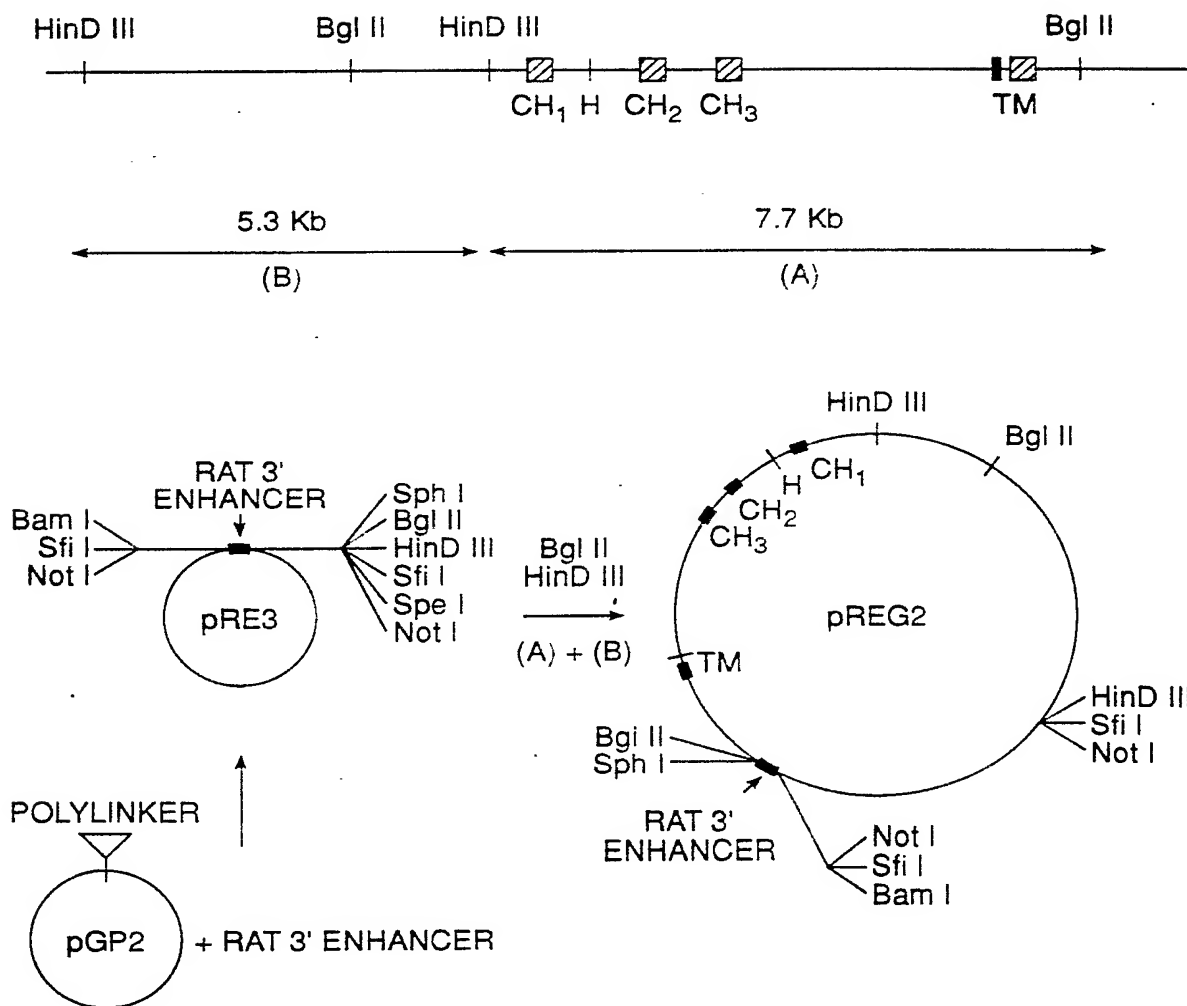 HinD III Bgl II HinD III Bgl II
CH1 H CH2 CH3 TM
5.3 Kb 7.7 Kb
(B) (A)
RAT 3'
ENHANCER
Bam I
Sfi I
Not I
Sph I
Bgl II
HinD III
Sfi I
Spe I
Not I
pRE3
Bgl II
HinD III
(A) + (B)
HinD III
Bgl II
CH1
H
CH2
CH3
pREG2
TM
Bgi II
Sph I
RAT 3'
ENHANCER
HinD III
Sfi I
Not I
Not I
Sfi I
Bam I
POLYLINKER
pGP2 + RAT 3' ENHANCER